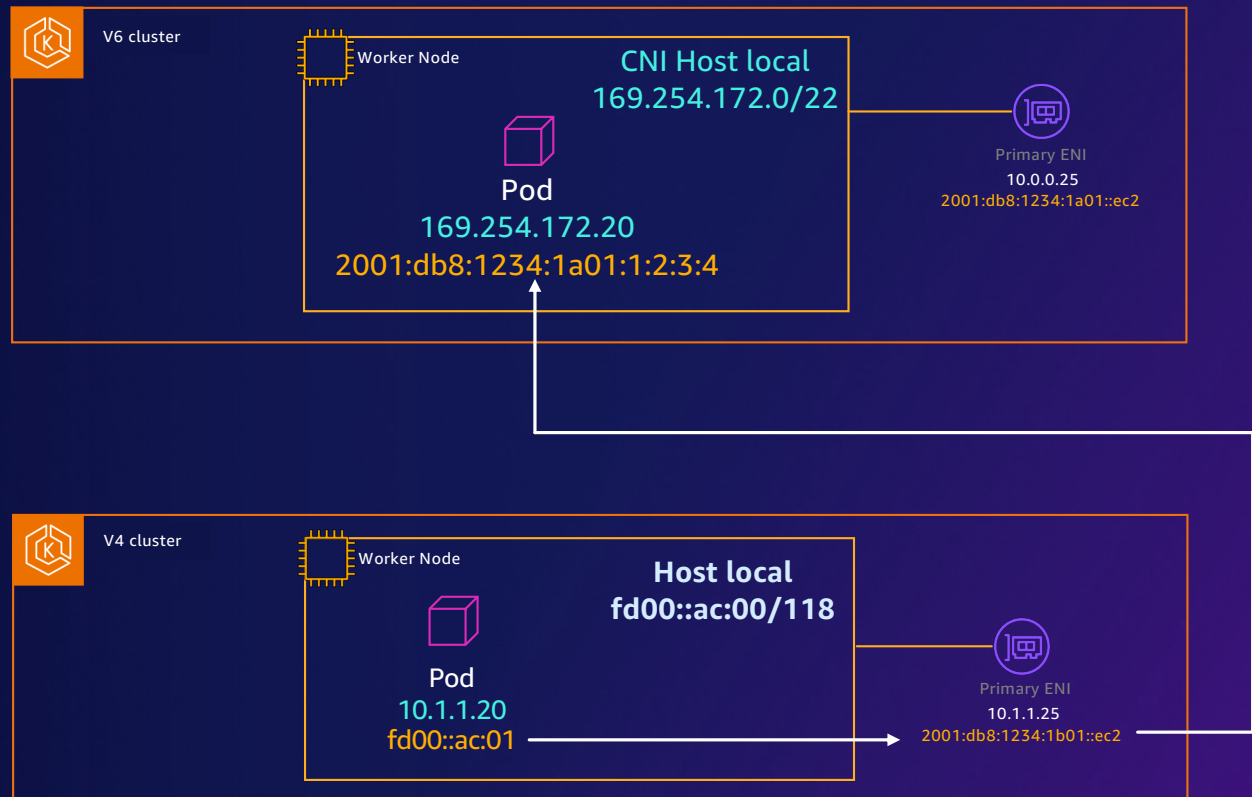 V6 cluster
Worker Node
CNI Host local
169.254.172.0/22
Pod
169.254.172.20
2001:db8:1234:1a01:1:2:3:4
Primary ENI
10.0.0.25
2001:db8:1234:1a01::ec2
V4 cluster
Worker Node
Host local
fd00::ac:00/118
Pod
10.1.1.20
fd00::ac:01
Primary ENI
10.1.1.25
2001:db8:1234:1b01::ec2